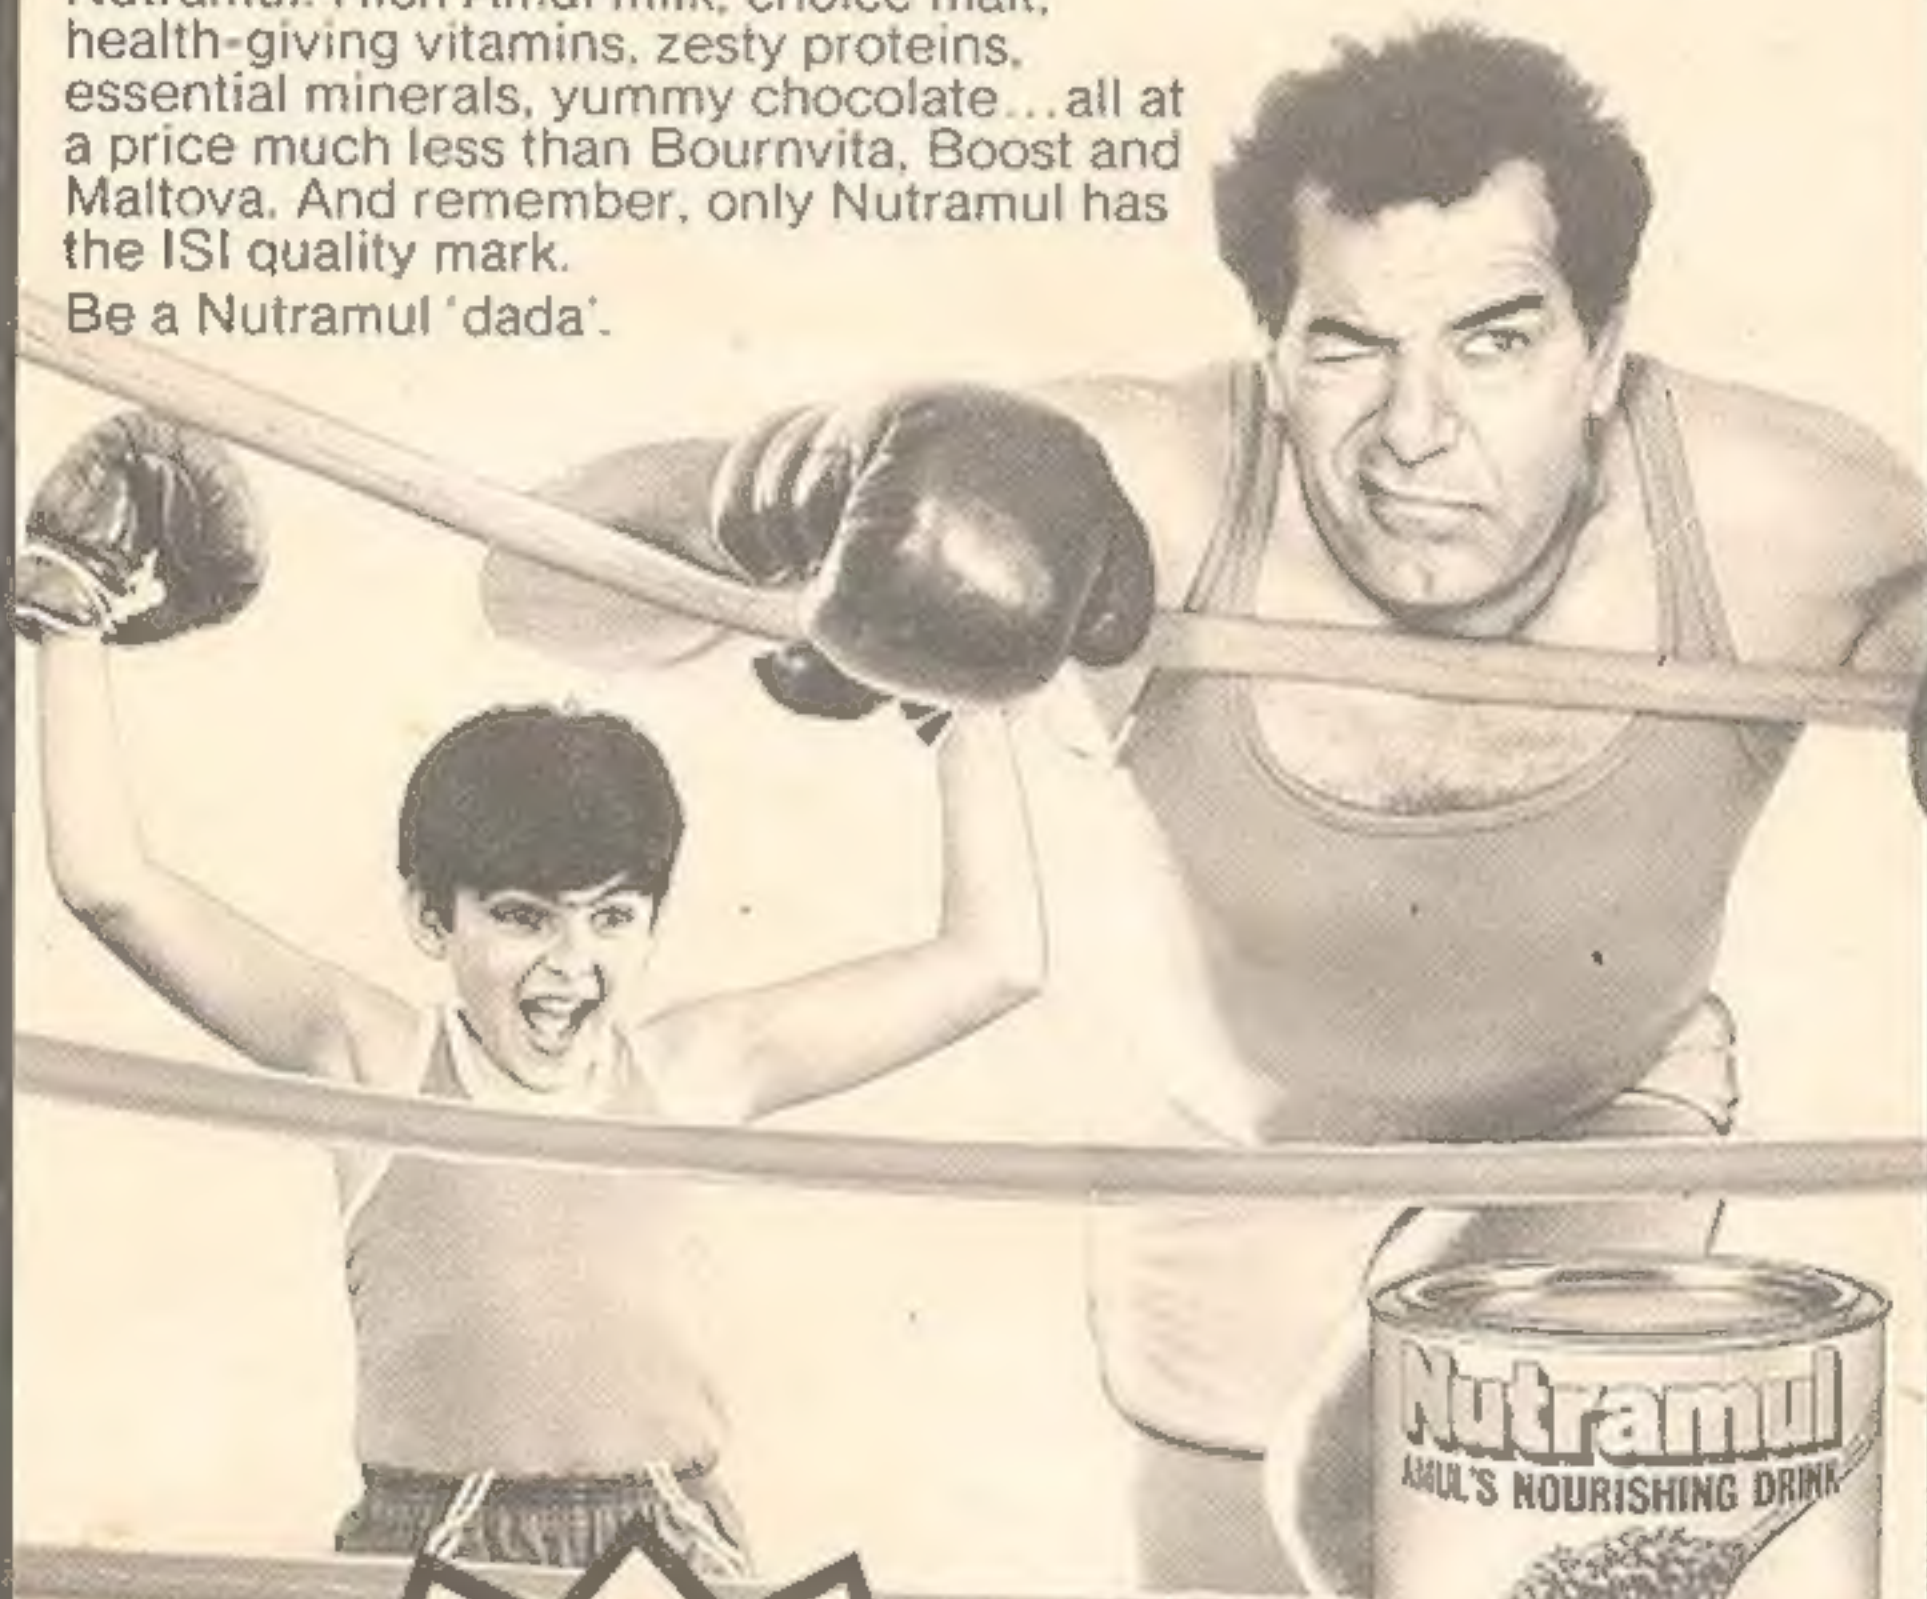 health-giving vitamins, zesty proteins,
essential minerals, yummy chocolate...all at
a price much less than Bournvita, Boost and
Maltova. And remember, only Nutramul has
the ISI quality mark.
Be a Nutramul 'dada'.
Nutramul
AMUL'S NOURISHING DRINK